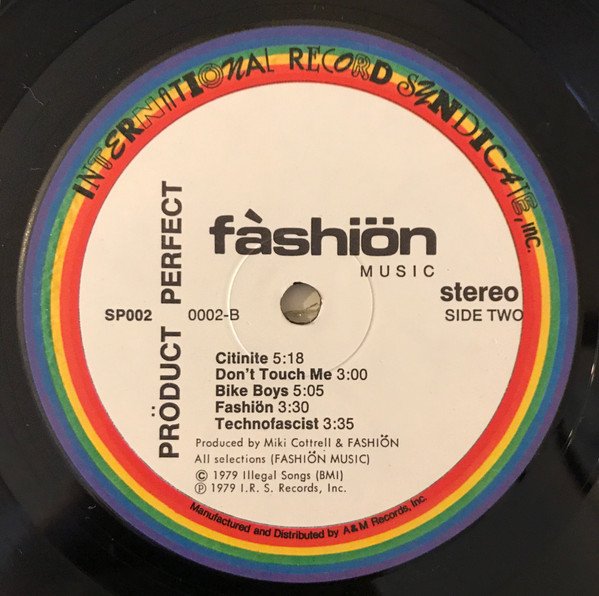 INTERNATIONAL RECORD SYNDICATE, INC.
PRÖDUCT PERFECT
fàshiön
MUSIC
stereo
SP002 0002-B SIDE TWO
Citinite 5:18
Don't Touch Me 3:00
Bike Boys 5:05
Fashiön 3:30
Technofascist 3:35
Produced by Miki Cottrell & FASHIÖN
All selections (FASHIÖN MUSIC)
© 1979 Illegal Songs (BMI)
℗ 1979 I.R.S. Records, Inc.
Manufactured and Distributed by A&M Records, Inc.